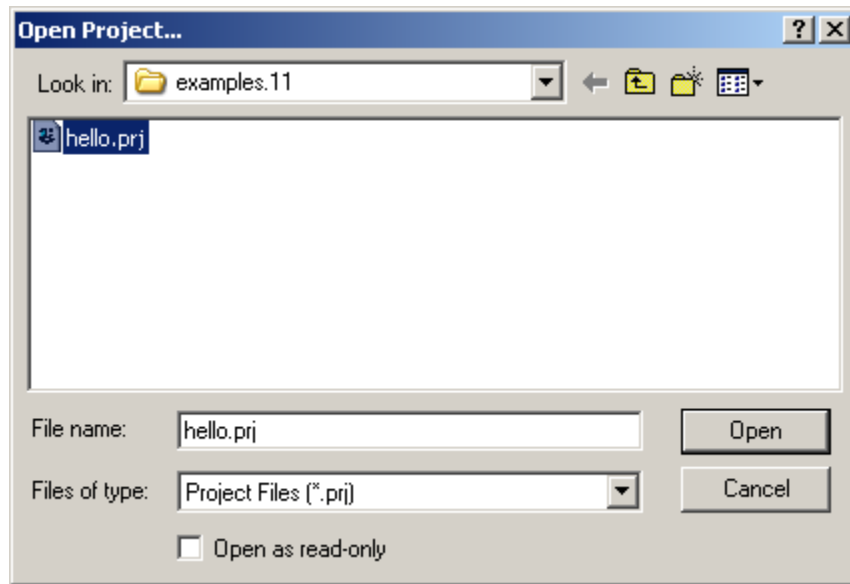 Open Project...
Look in: examples.11
hello.prj
File name: hello.prj Open
Files of type: Project Files (*.prj) Cancel
Open as read-only